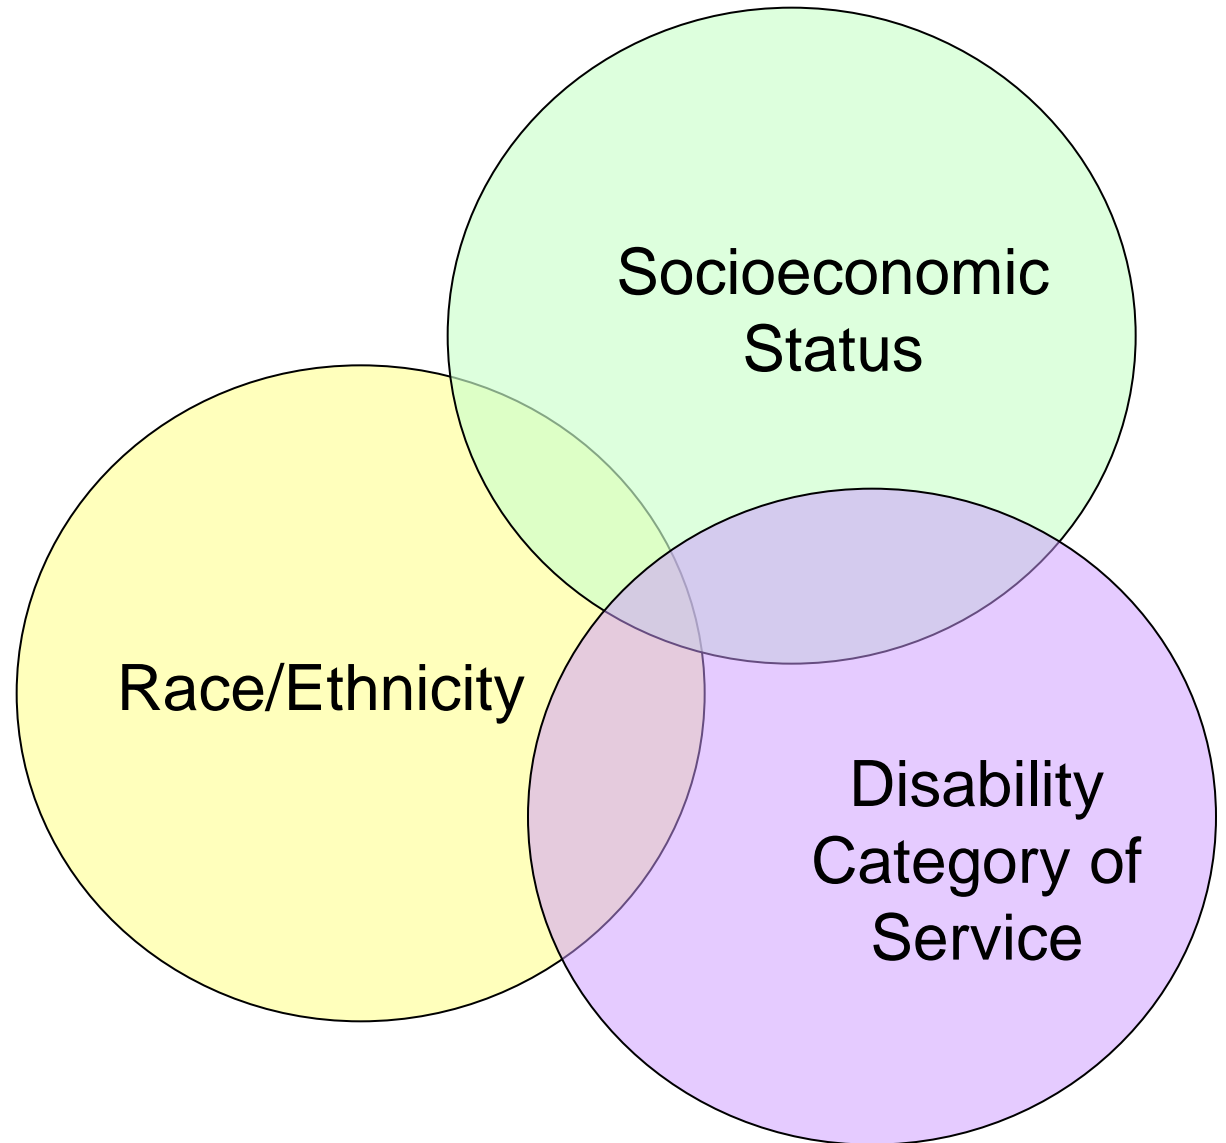 Socioeconomic
Status
Race/Ethnicity
Disability
Category of
Service